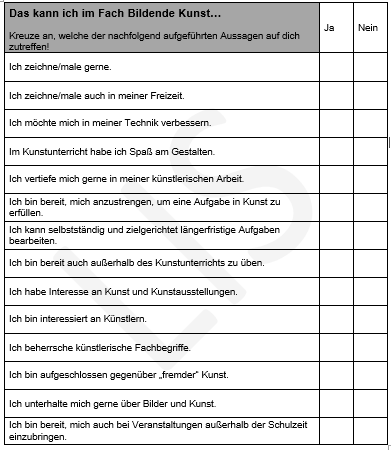 Das kann ich im Fach Bildende Kunst…
Kreuze an, welche der nachfolgend aufgeführten Aussagen auf dich
zutreffen!
Ja
Nein
Ich zeichne/male gerne.
Ich zeichne/male auch in meiner Freizeit.
Ich möchte mich in meiner Technik verbessern.
Im Kunstunterricht habe ich Spaß am Gestalten.
Ich vertiefe mich gerne in meiner künstlerischen Arbeit.
Ich bin bereit, mich anzustrengen, um eine Aufgabe in Kunst zu
erfüllen.
Ich kann selbstständig und zielgerichtet längerfristige Aufgaben
bearbeiten.
Ich bin bereit auch außerhalb des Kunstunterrichts zu üben.
Ich habe Interesse an Kunst und Kunstausstellungen.
Ich bin interessiert an Künstlern.
Ich beherrsche künstlerische Fachbegriffe.
Ich bin aufgeschlossen gegenüber „fremder“ Kunst.
Ich unterhalte mich gerne über Bilder und Kunst.
Ich bin bereit, mich auch bei Veranstaltungen außerhalb der Schulzeit
einzubringen.
LIS